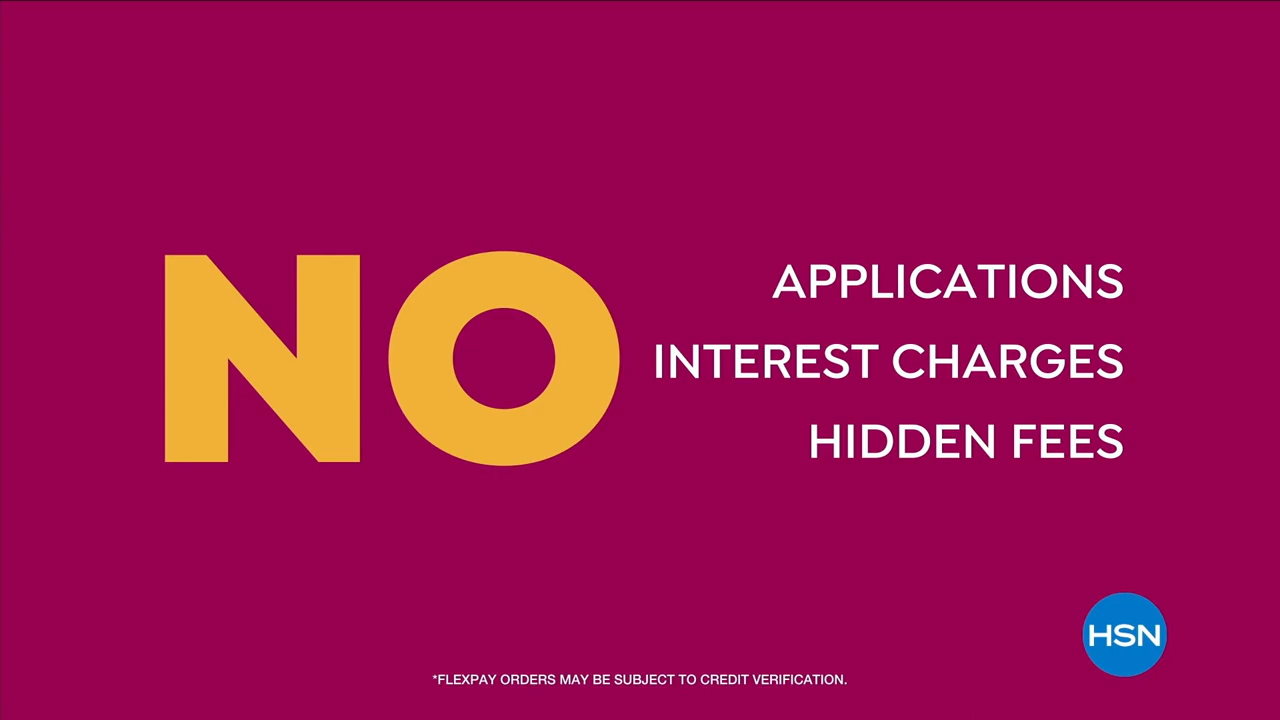 NO
APPLICATIONS
INTEREST CHARGES
HIDDEN FEES
HSN
*FLEXPAY ORDERS MAY BE SUBJECT TO CREDIT VERIFICATION.